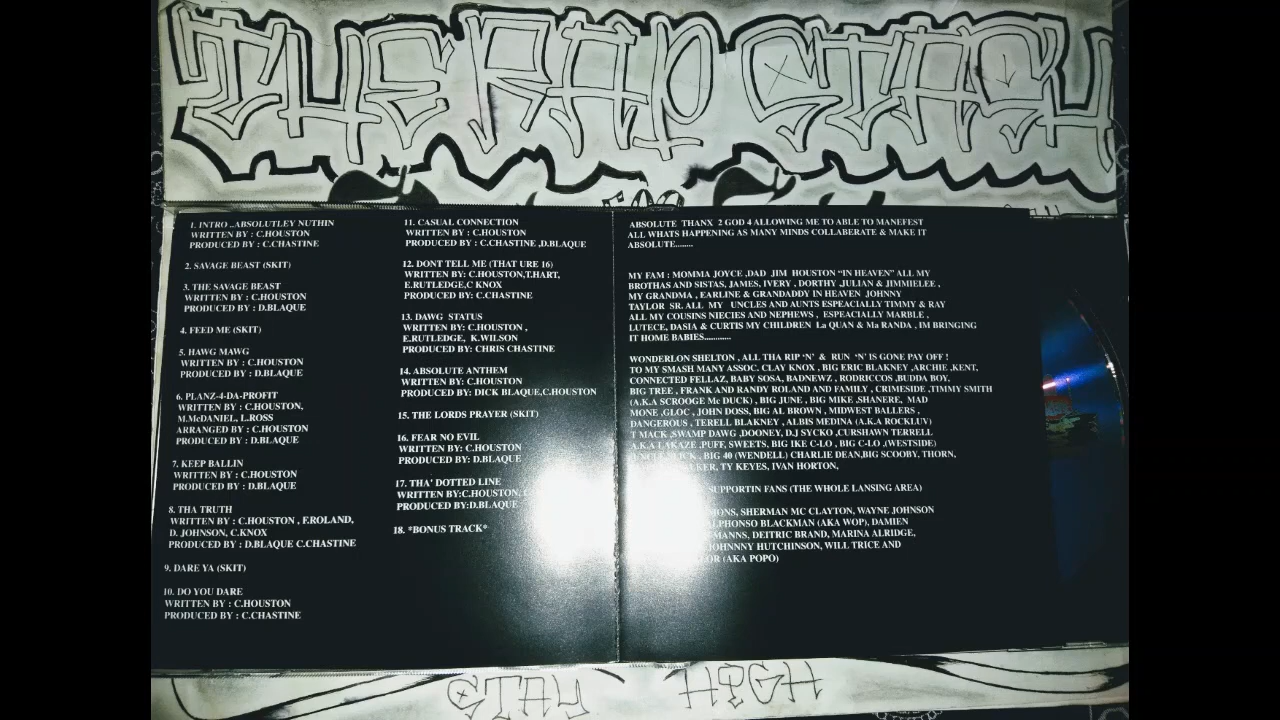 THE RAP STASH
1. INTRO ..ABSOLUTLEY NUTHIN
WRITTEN BY : C.HOUSTON
PRODUCED BY : C.CHASTINE
2. SAVAGE BEAST (SKIT)
3. THE SAVAGE BEAST
WRITTEN BY : C.HOUSTON
PRODUCED BY : D.BLAQUE
4. FEED ME (SKIT)
5. HAWG MAWG
WRITTEN BY : C.HOUSTON
PRODUCED BY : D.BLAQUE
6. PLANZ-4-DA-PROFIT
WRITTEN BY : C.HOUSTON,
M.McDANIEL, L.ROSS
ARRANGED BY : C.HOUSTON
PRODUCED BY : D.BLAQUE
7. KEEP BALLIN
WRITTEN BY : C.HOUSTON
PRODUCED BY : D.BLAQUE
8. THA TRUTH
WRITTEN BY : C.HOUSTON , F.ROLAND,
D. JOHNSON, C.KNOX
PRODUCED BY : D.BLAQUE C.CHASTINE
9. DARE YA (SKIT)
10. DO YOU DARE
WRITTEN BY : C.HOUSTON
PRODUCED BY : C.CHASTINE
11. CASUAL CONNECTION
WRITTEN BY : C.HOUSTON
PRODUCED BY : C.CHASTINE ,D.BLAQUE
12. DONT TELL ME (THAT URE 16)
WRITTEN BY: C.HOUSTON,T.HART,
E.RUTLEDGE,C KNOX
PRODUCED BY: C.CHASTINE
13. DAWG STATUS
WRITTEN BY: C.HOUSTON ,
E.RUTLEDGE, K.WILSON
PRODUCED BY: CHRIS CHASTINE
14. ABSOLUTE ANTHEM
WRITTEN BY: C.HOUSTON
PRODUCED BY: DICK BLAQUE,C.HOUSTON
15. THE LORDS PRAYER (SKIT)
16. FEAR NO EVIL
WRITTEN BY: C.HOUSTON
PRODUCED BY: D.BLAQUE
17. THA' DOTTED LINE
WRITTEN BY:C.HOUSTON,
PRODUCED BY:D.BLAQUE
18. *BONUS TRACK*
ABSOLUTE THANX 2 GOD 4 ALLOWING ME TO ABLE TO MANEFEST
ALL WHATS HAPPENING AS MANY MINDS COLLABERATE & MAKE IT
ABSOLUTE........
MY FAM : MOMMA JOYCE ,DAD JIM HOUSTON "IN HEAVEN" ALL MY
BROTHAS AND SISTAS, JAMES, IVERY , DORTHY JULIAN & JIMMIELEE ,
MY GRANDMA , EARLINE & GRANDADDY IN HEAVEN JOHNNY
TAYLOR SR. ALL MY UNCLES AND AUNTS ESPEACIALLY TIMMY & RAY
ALL MY COUSINS NIECIES AND NEPHEWS , ESPEACIALLY MARBLE ,
LUTECE, DASIA & CURTIS MY CHILDREN La QUAN & Ma RANDA , IM BRINGING
IT HOME BABIES............
WONDERLON SHELTON , ALL THA RIP 'N' & RUN 'N' IS GONE PAY OFF !
TO MY SMASH MANY ASSOC. CLAY KNOX , BIG ERIC BLAKNEY ,ARCHIE ,KENT,
CONNECTED FELLAZ, BABY SOSA, BADNEWZ , RODRICCOS ,BUDDA BOY,
BIG TREE , FRANK AND RANDY ROLAND AND FAMILY , CRIMESIDE ,TIMMY SMITH
(A.K.A SCROOGE Mc DUCK) , BIG JUNE , BIG MIKE ,SHANERE, MAD
MONE ,GLOC , JOHN DOSS, BIG AL BROWN , MIDWEST BALLERS ,
DANGEROUS , TERELL BLAKNEY , ALBIS MEDINA (A.K.A ROCKLUV)
T MACK ,SWAMP DAWG ,DOONEY, D.J SYCKO ,CURSHAWN TERRELL
A.K.A LAKAZE ,PUFF, SWEETS, BIG IKE C-LO , BIG C-LO ,(WESTSIDE)
, BIG 40 (WENDELL) CHARLIE DEAN,BIG SCOOBY, THORN,
TY KEYES, IVAN HORTON,
SUPPORTIN FANS (THE WHOLE LANSING AREA)
SHERMAN MC CLAYTON, WAYNE JOHNSON
ALPHONSO BLACKMAN (AKA WOP), DAMIEN
DEITRIC BRAND, MARINA ALRIDGE,
JOHNNNY HUTCHINSON, WILL TRICE AND
(AKA POPO)
STAY HIGH